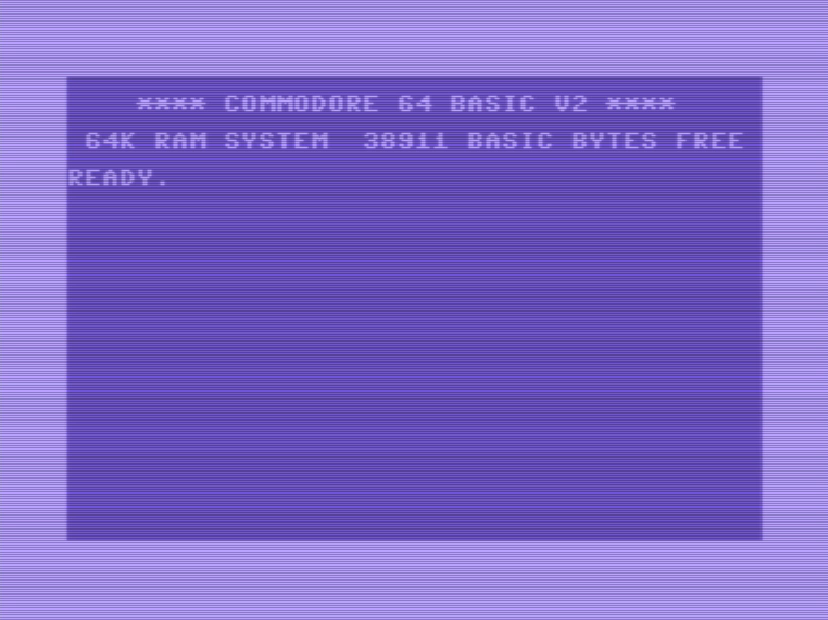 **** COMMODORE 64 BASIC V2 ****
64K RAM SYSTEM  38911 BASIC BYTES FREE
READY.